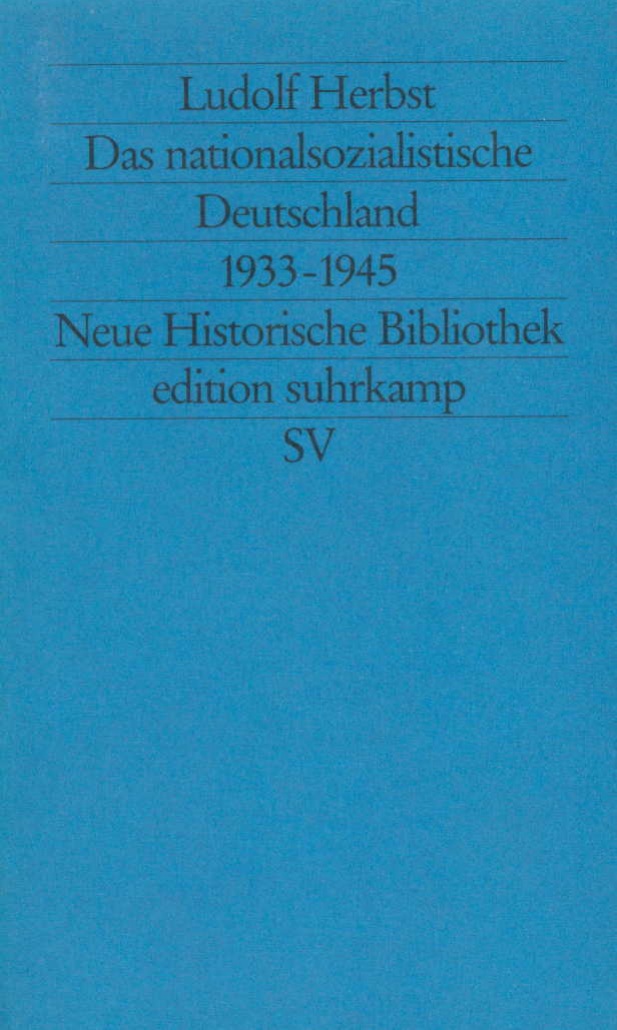 Ludolf Herbst
Das nationalsozialistische
Deutschland
1933-1945
Neue Historische Bibliothek
edition suhrkamp
SV